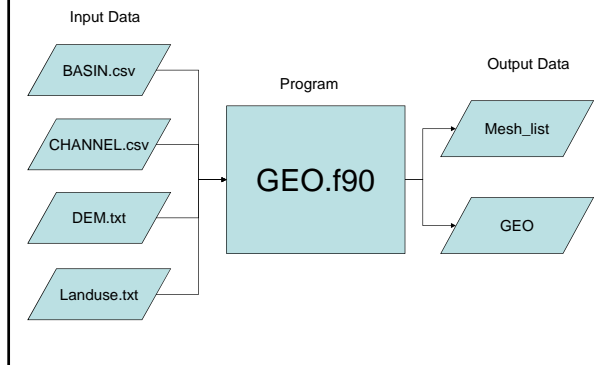 Input Data
BASIN.csv
CHANNEL.csv
DEM.txt
Landuse.txt
Program
GEO.f90
Output Data
Mesh_list
GEO